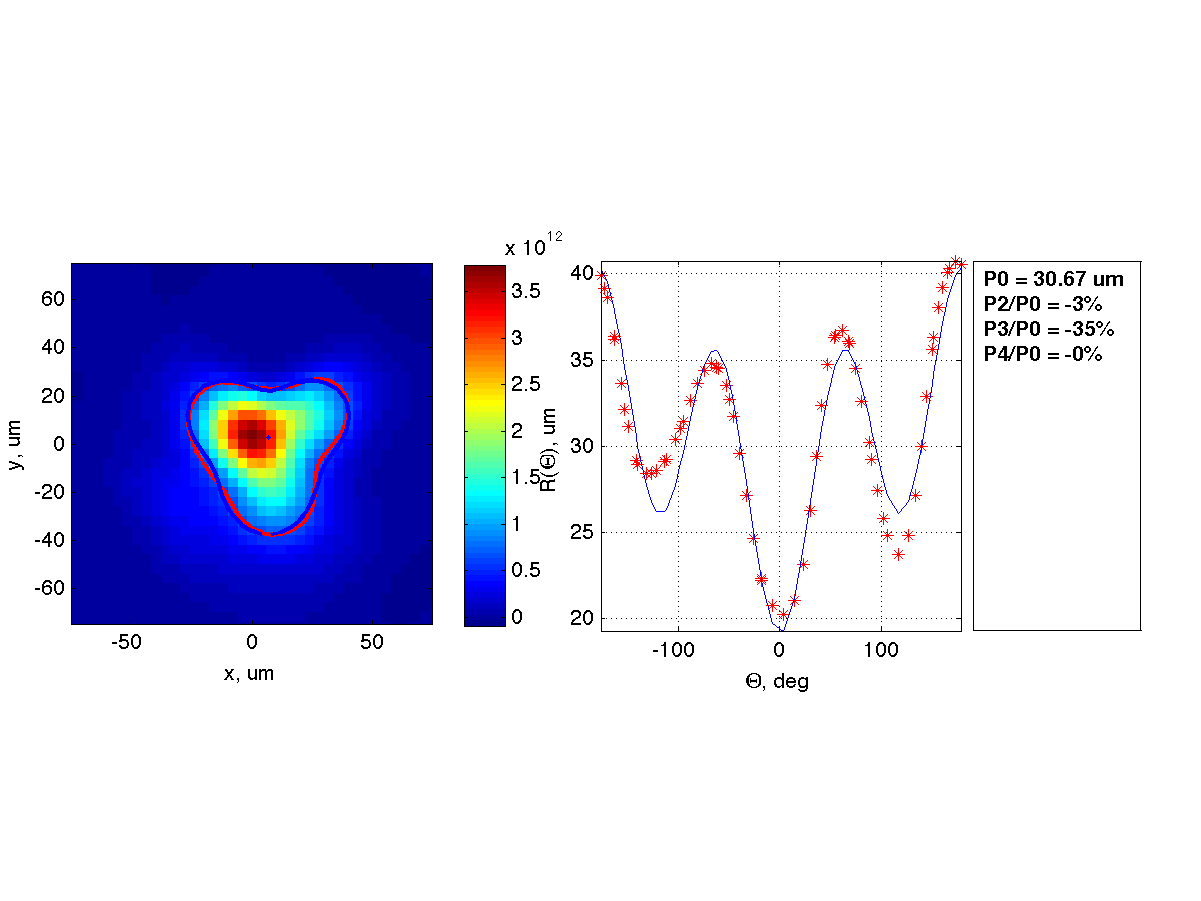 60
40
20
0
-20
-40
-60
-50
0
50
x, um
y, um
x 10^12
3.5
3
2.5
2
1.5
1
0.5
0
R(Θ), um
40
35
30
25
20
-100
0
100
Θ, deg
P0 = 30.67 um
P2/P0 = -3%
P3/P0 = -35%
P4/P0 = -0%